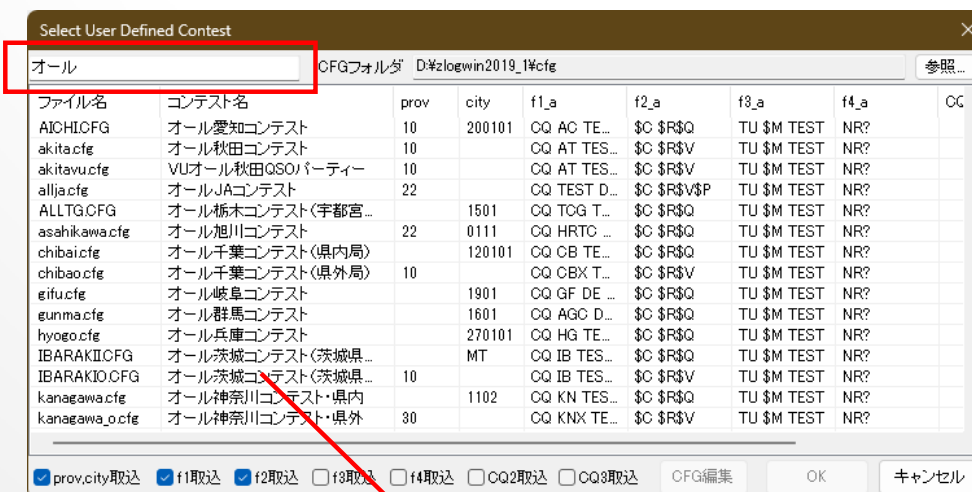 Select User Defined Contest
オール CFGフォルダ D:¥zlogwin2019_1¥cfg 参照...
ファイル名 コンテスト名 prov city f1_a f2_a f3_a f4_a CQ
AICHI.CFG オール愛知コンテスト 10 200101 CQ AC TE... $C $R$Q TU $M TEST NR?
akita.cfg オール秋田コンテスト 10 CQ AT TES... $C $R$V TU $M TEST NR?
akitavu.cfg VUオール秋田QSOパーティー 10 CQ AT TES... $C $R$V TU $M TEST NR?
allja.cfg オールJAコンテスト 22 CQ TEST D... $C $R$V$P TU $M TEST NR?
ALLTG.CFG オール栃木コンテスト(宇都宮... 1501 CQ TCG T... $C $R$Q TU $M TEST NR?
asahikawa.cfg オール旭川コンテスト 22 0111 CQ HRTC ... $C $R$Q TU $M TEST NR?
chibai.cfg オール千葉コンテスト(県内局) 120101 CQ CB TE... $C $R$Q TU $M TEST NR?
chibao.cfg オール千葉コンテスト(県外局) 10 CQ CBX T... $C $R$V TU $M TEST NR?
gifu.cfg オール岐阜コンテスト 1901 CQ GF DE ... $C $R$Q TU $M TEST NR?
gunma.cfg オール群馬コンテスト 1601 CQ AGC D... $C $R$Q TU $M TEST NR?
hyogo.cfg オール兵庫コンテスト 270101 CQ HG TE... $C $R$Q TU $M TEST NR?
IBARAKII.CFG オール茨城コンテスト(茨城県... MT CQ IB TES... $C $R$Q TU $M TEST NR?
IBARAKIO.CFG オール茨城コンテスト(茨城県... 10 CQ IB TES... $C $R$V TU $M TEST NR?
kanagawa.cfg オール神奈川コンテスト・県内 1102 CQ KN TES... $C $R$Q TU $M TEST NR?
kanagawa_o.cfg オール神奈川コンテスト・県外 30 CQ KNX TE... $C $R$V TU $M TEST NR?
prov,city取込 f1取込 f2取込 f3取込 f4取込 CQ2取込 CQ3取込 CFG編集 OK キャンセル